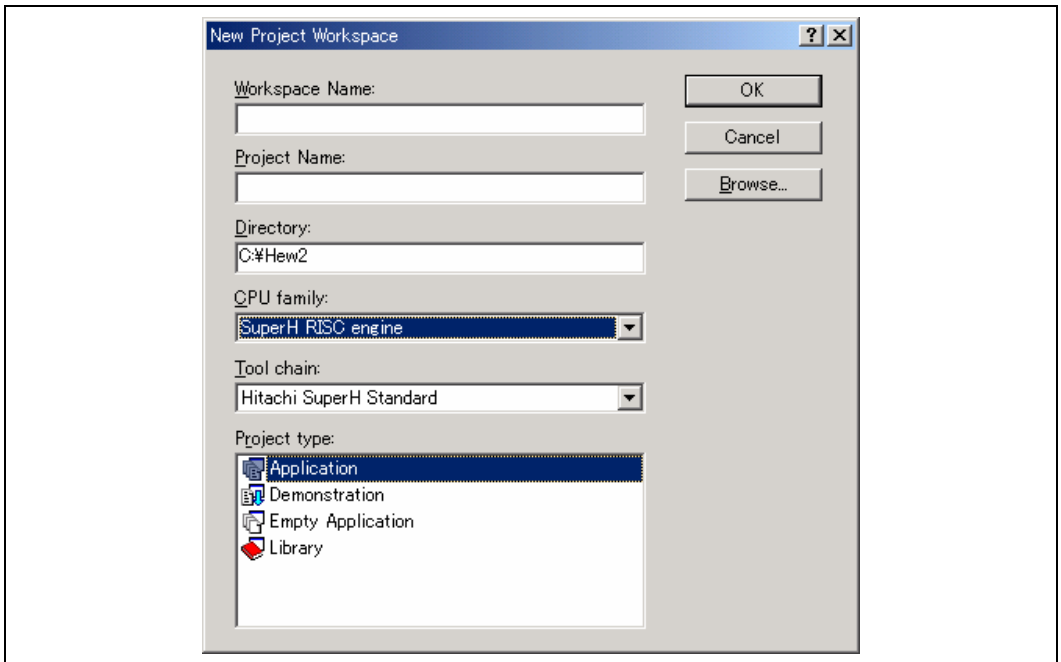 New Project Workspace
Workspace Name:
OK
Cancel
Project Name:
Browse...
Directory:
C:¥Hew2
CPU family:
SuperH RISC engine
Tool chain:
Hitachi SuperH Standard
Project type:
Application
Demonstration
Empty Application
Library